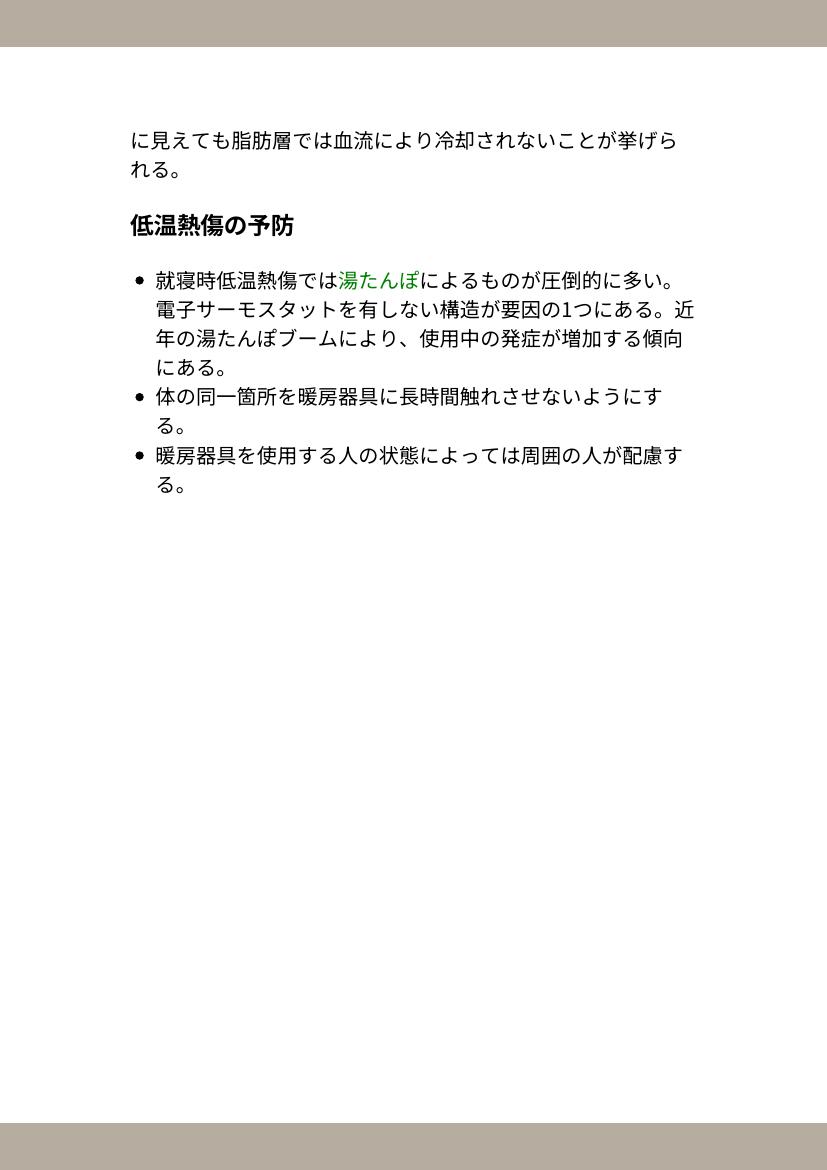 に見えても脂肪層では血流により冷却されないことが挙げら
れる。
低温熱傷の予防
• 就寝時低温熱傷では湯たんぽによるものが圧倒的に多い。
電子サーモスタットを有しない構造が要因の1つにある。近
年の湯たんぽブームにより、使用中の発症が増加する傾向
にある。
• 体の同一箇所を暖房器具に長時間触れさせないようにす
る。
• 暖房器具を使用する人の状態によっては周囲の人が配慮す
る。